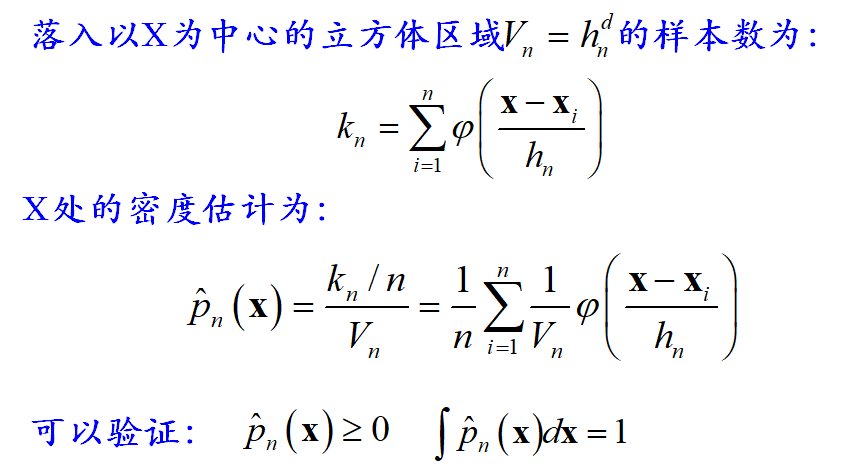 落入以X为中心的立方体区域$V_n = h_n^d$的样本数为:
$k_n = \sum_{i=1}^{n} \varphi\left(\frac{\mathbf{x} - \mathbf{x}_i}{h_n}\right)$
X处的密度估计为:
$\hat{p}_n(\mathbf{x}) = \frac{k_n / n}{V_n} = \frac{1}{n} \sum_{i=1}^{n} \frac{1}{V_n} \varphi\left(\frac{\mathbf{x} - \mathbf{x}_i}{h_n}\right)$
可以验证: $\hat{p}_n(\mathbf{x}) \geq 0 \quad \int \hat{p}_n(\mathbf{x}) d\mathbf{x} = 1$